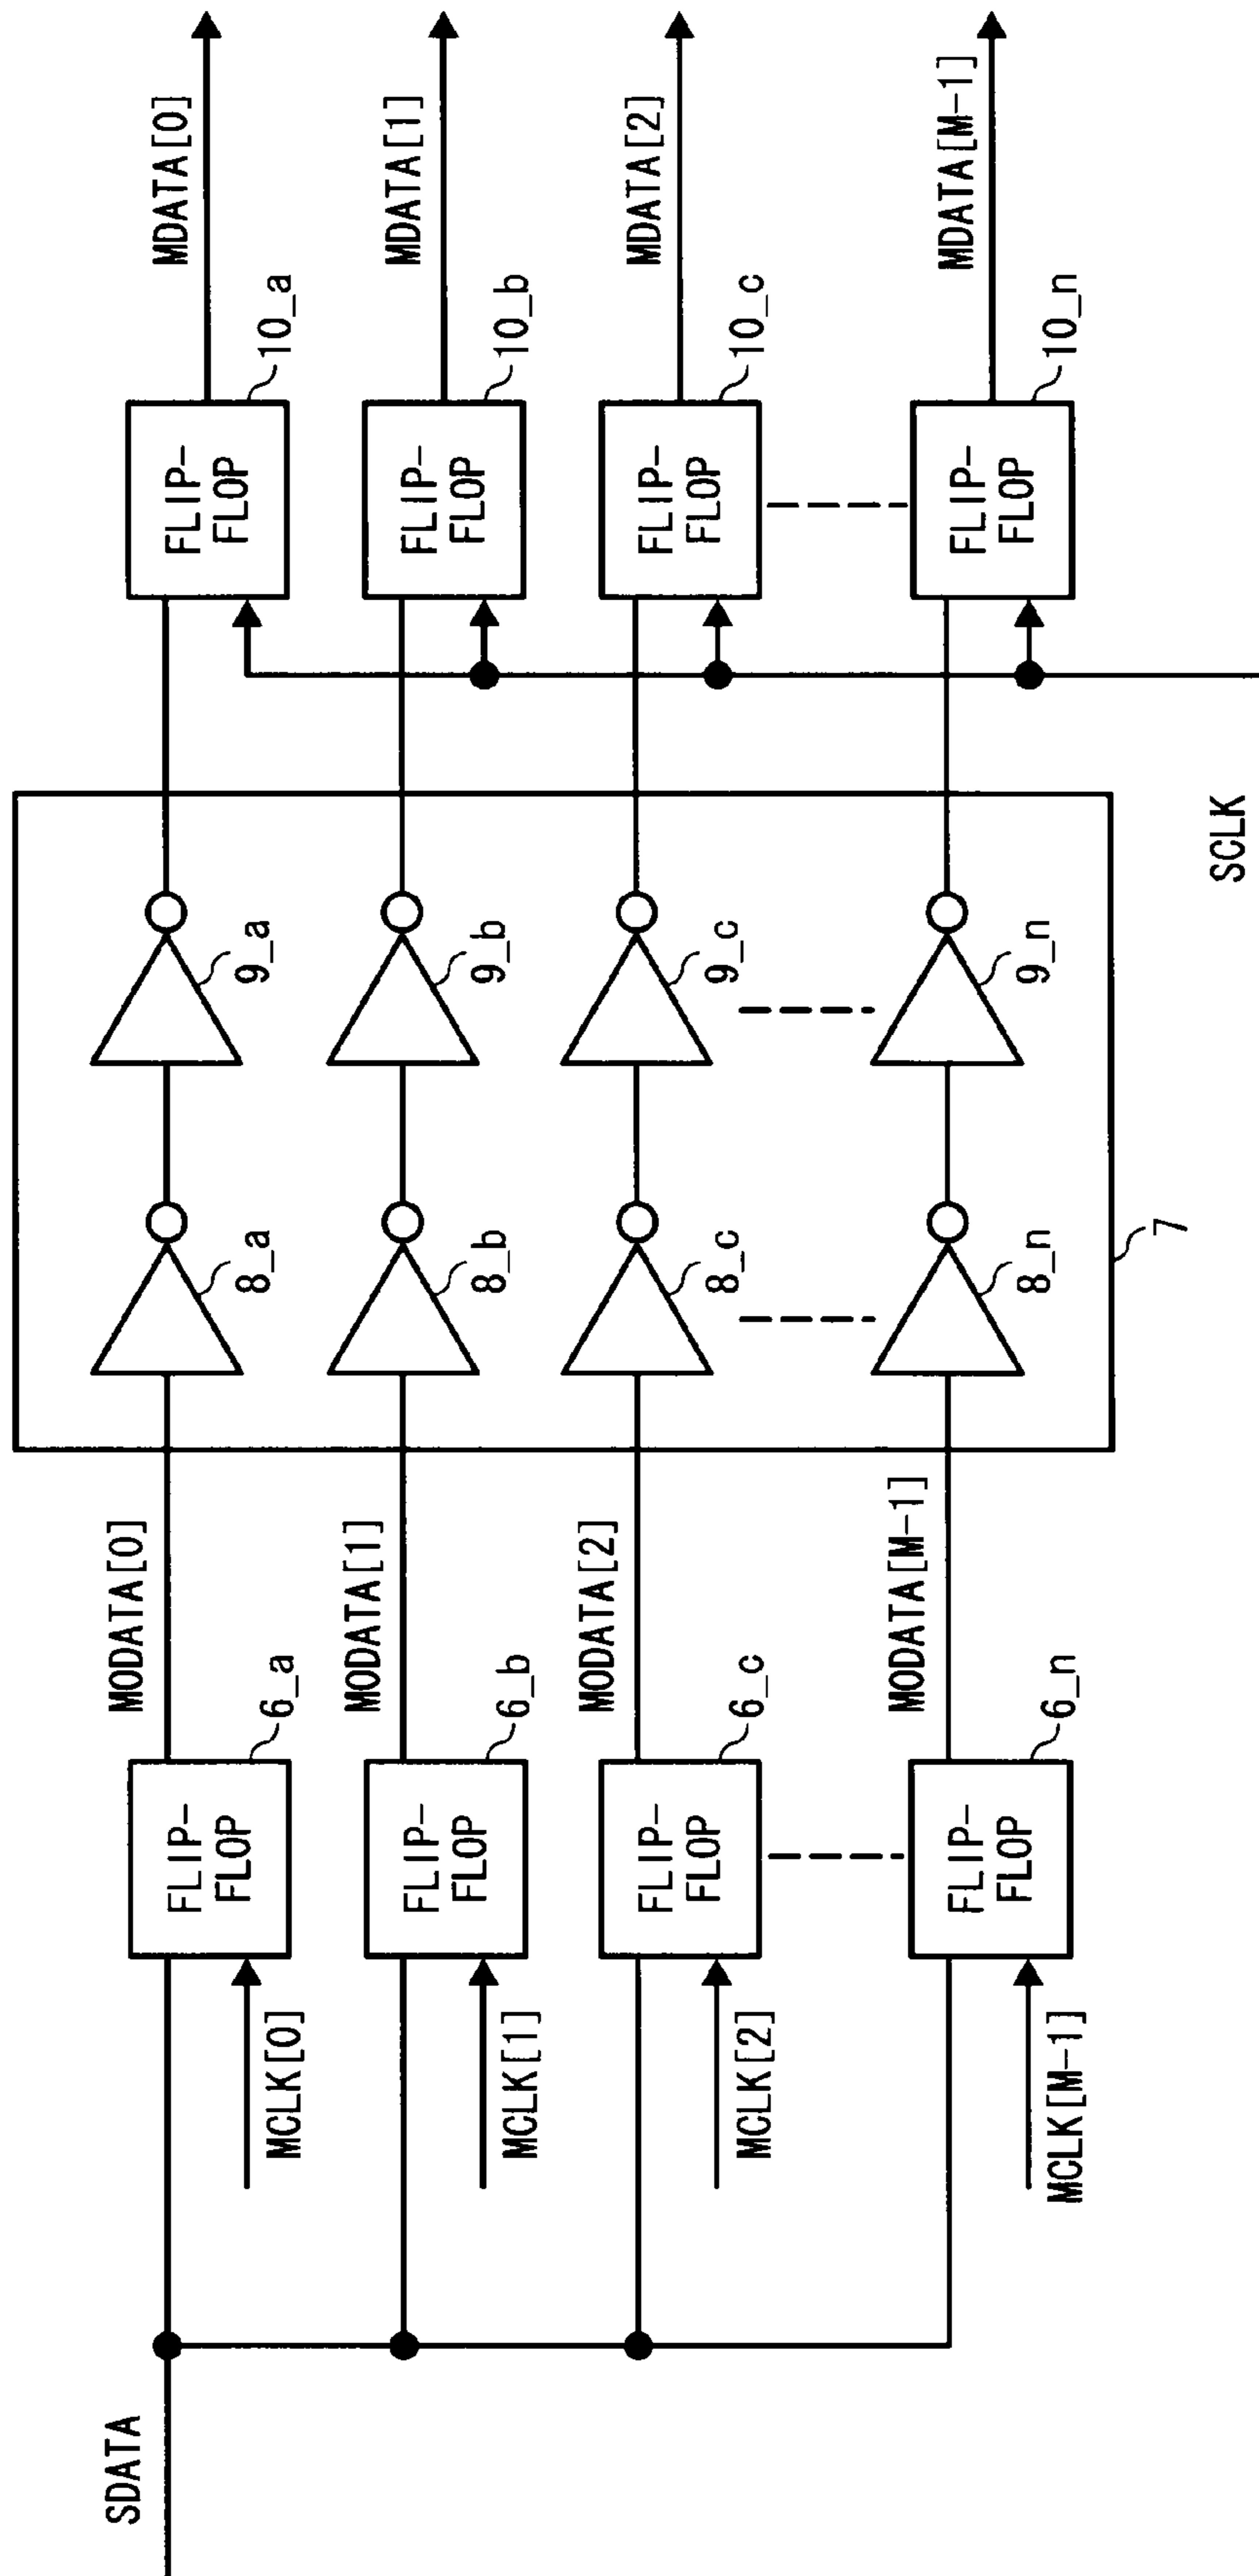 SDATA
MCLK[0]
FLIP-
FLOP
6_a
MODATA[0]
8_a
9_a
FLIP-
FLOP
10_a
MDATA[0]
MCLK[1]
FLIP-
FLOP
6_b
MODATA[1]
8_b
9_b
FLIP-
FLOP
10_b
MDATA[1]
MCLK[2]
FLIP-
FLOP
6_c
MODATA[2]
8_c
9_c
FLIP-
FLOP
10_c
MDATA[2]
MCLK[M-1]
FLIP-
FLOP
6_n
MODATA[M-1]
8_n
9_n
FLIP-
FLOP
10_n
MDATA[M-1]
7
SCLK